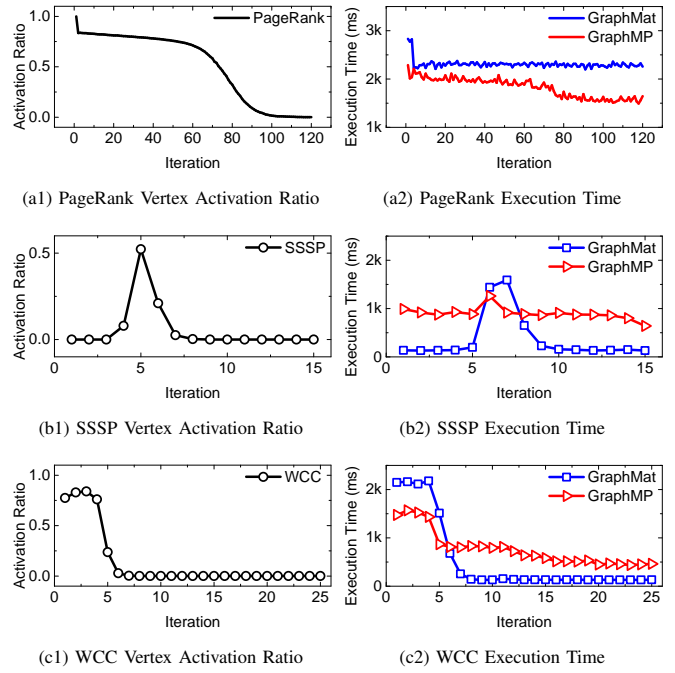 PageRank
1.0
0.5
0.0
Activation Ratio
0 20 40 60 80 100 120
Iteration
(a1) PageRank Vertex Activation Ratio
GraphMat
GraphMP
3k
2k
1k
Execution Time (ms)
0 20 40 60 80 100 120
Iteration
(a2) PageRank Execution Time
SSSP
0.5
0.0
Activation Ratio
0 5 10 15
Iteration
(b1) SSSP Vertex Activation Ratio
GraphMat
GraphMP
2k
1k
0
Execution Time (ms)
0 5 10 15
Iteration
(b2) SSSP Execution Time
WCC
1.0
0.5
0.0
Activation Ratio
0 5 10 15 20 25
Iteration
(c1) WCC Vertex Activation Ratio
GraphMat
GraphMP
2k
1k
0
Execution Time (ms)
0 5 10 15 20 25
Iteration
(c2) WCC Execution Time